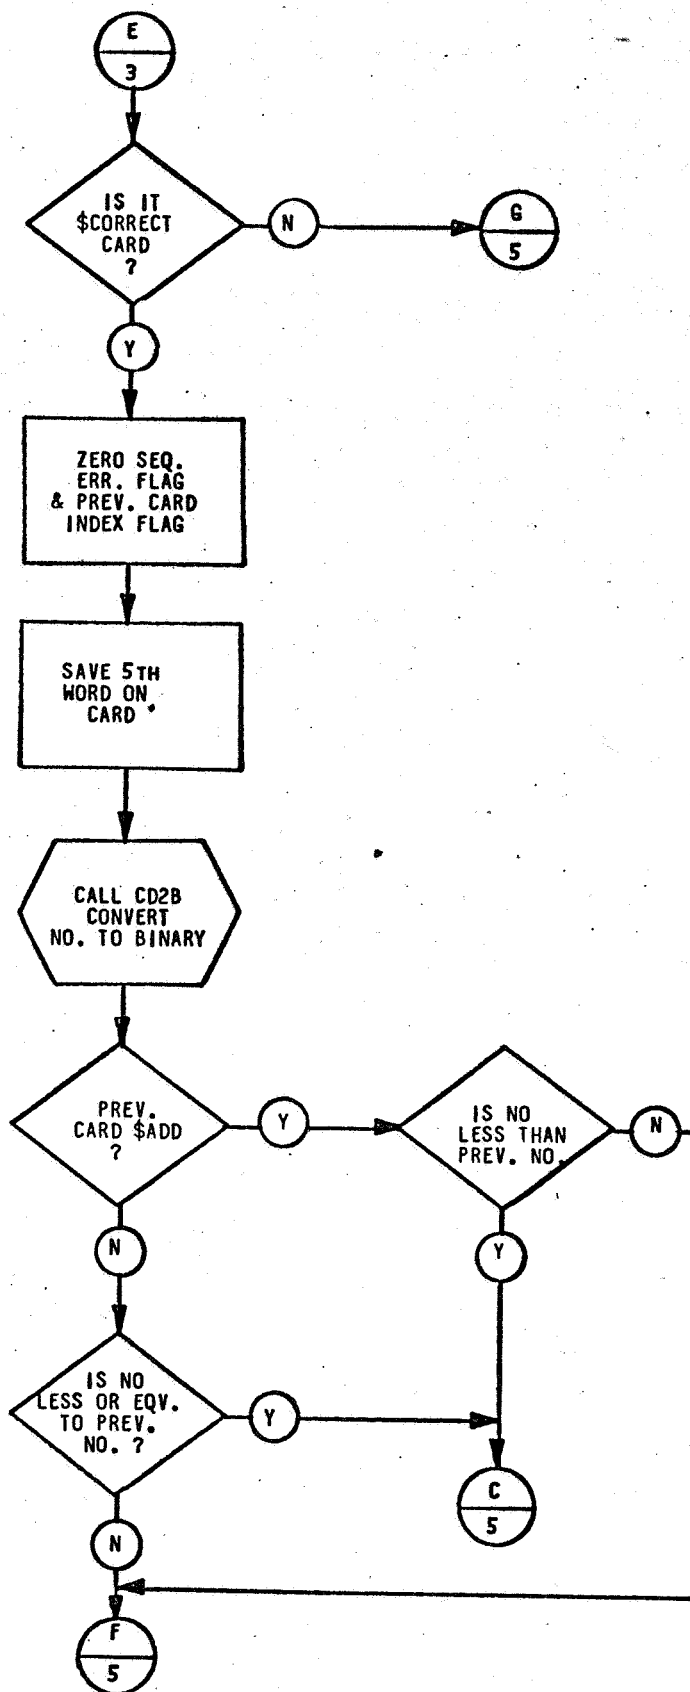 E
3
IS IT
$CORRECT
CARD
?
N
G
5
Y
ZERO SEQ.
ERR. FLAG
& PREV. CARD
INDEX FLAG
SAVE 5TH
WORD ON
CARD
CALL CD2B
CONVERT
NO. TO BINARY
PREV.
CARD $ADD
?
Y
IS NO
LESS THAN
PREV. NO.
N
N
Y
IS NO
LESS OR EQV.
TO PREV.
NO. ?
Y
C
5
N
F
5